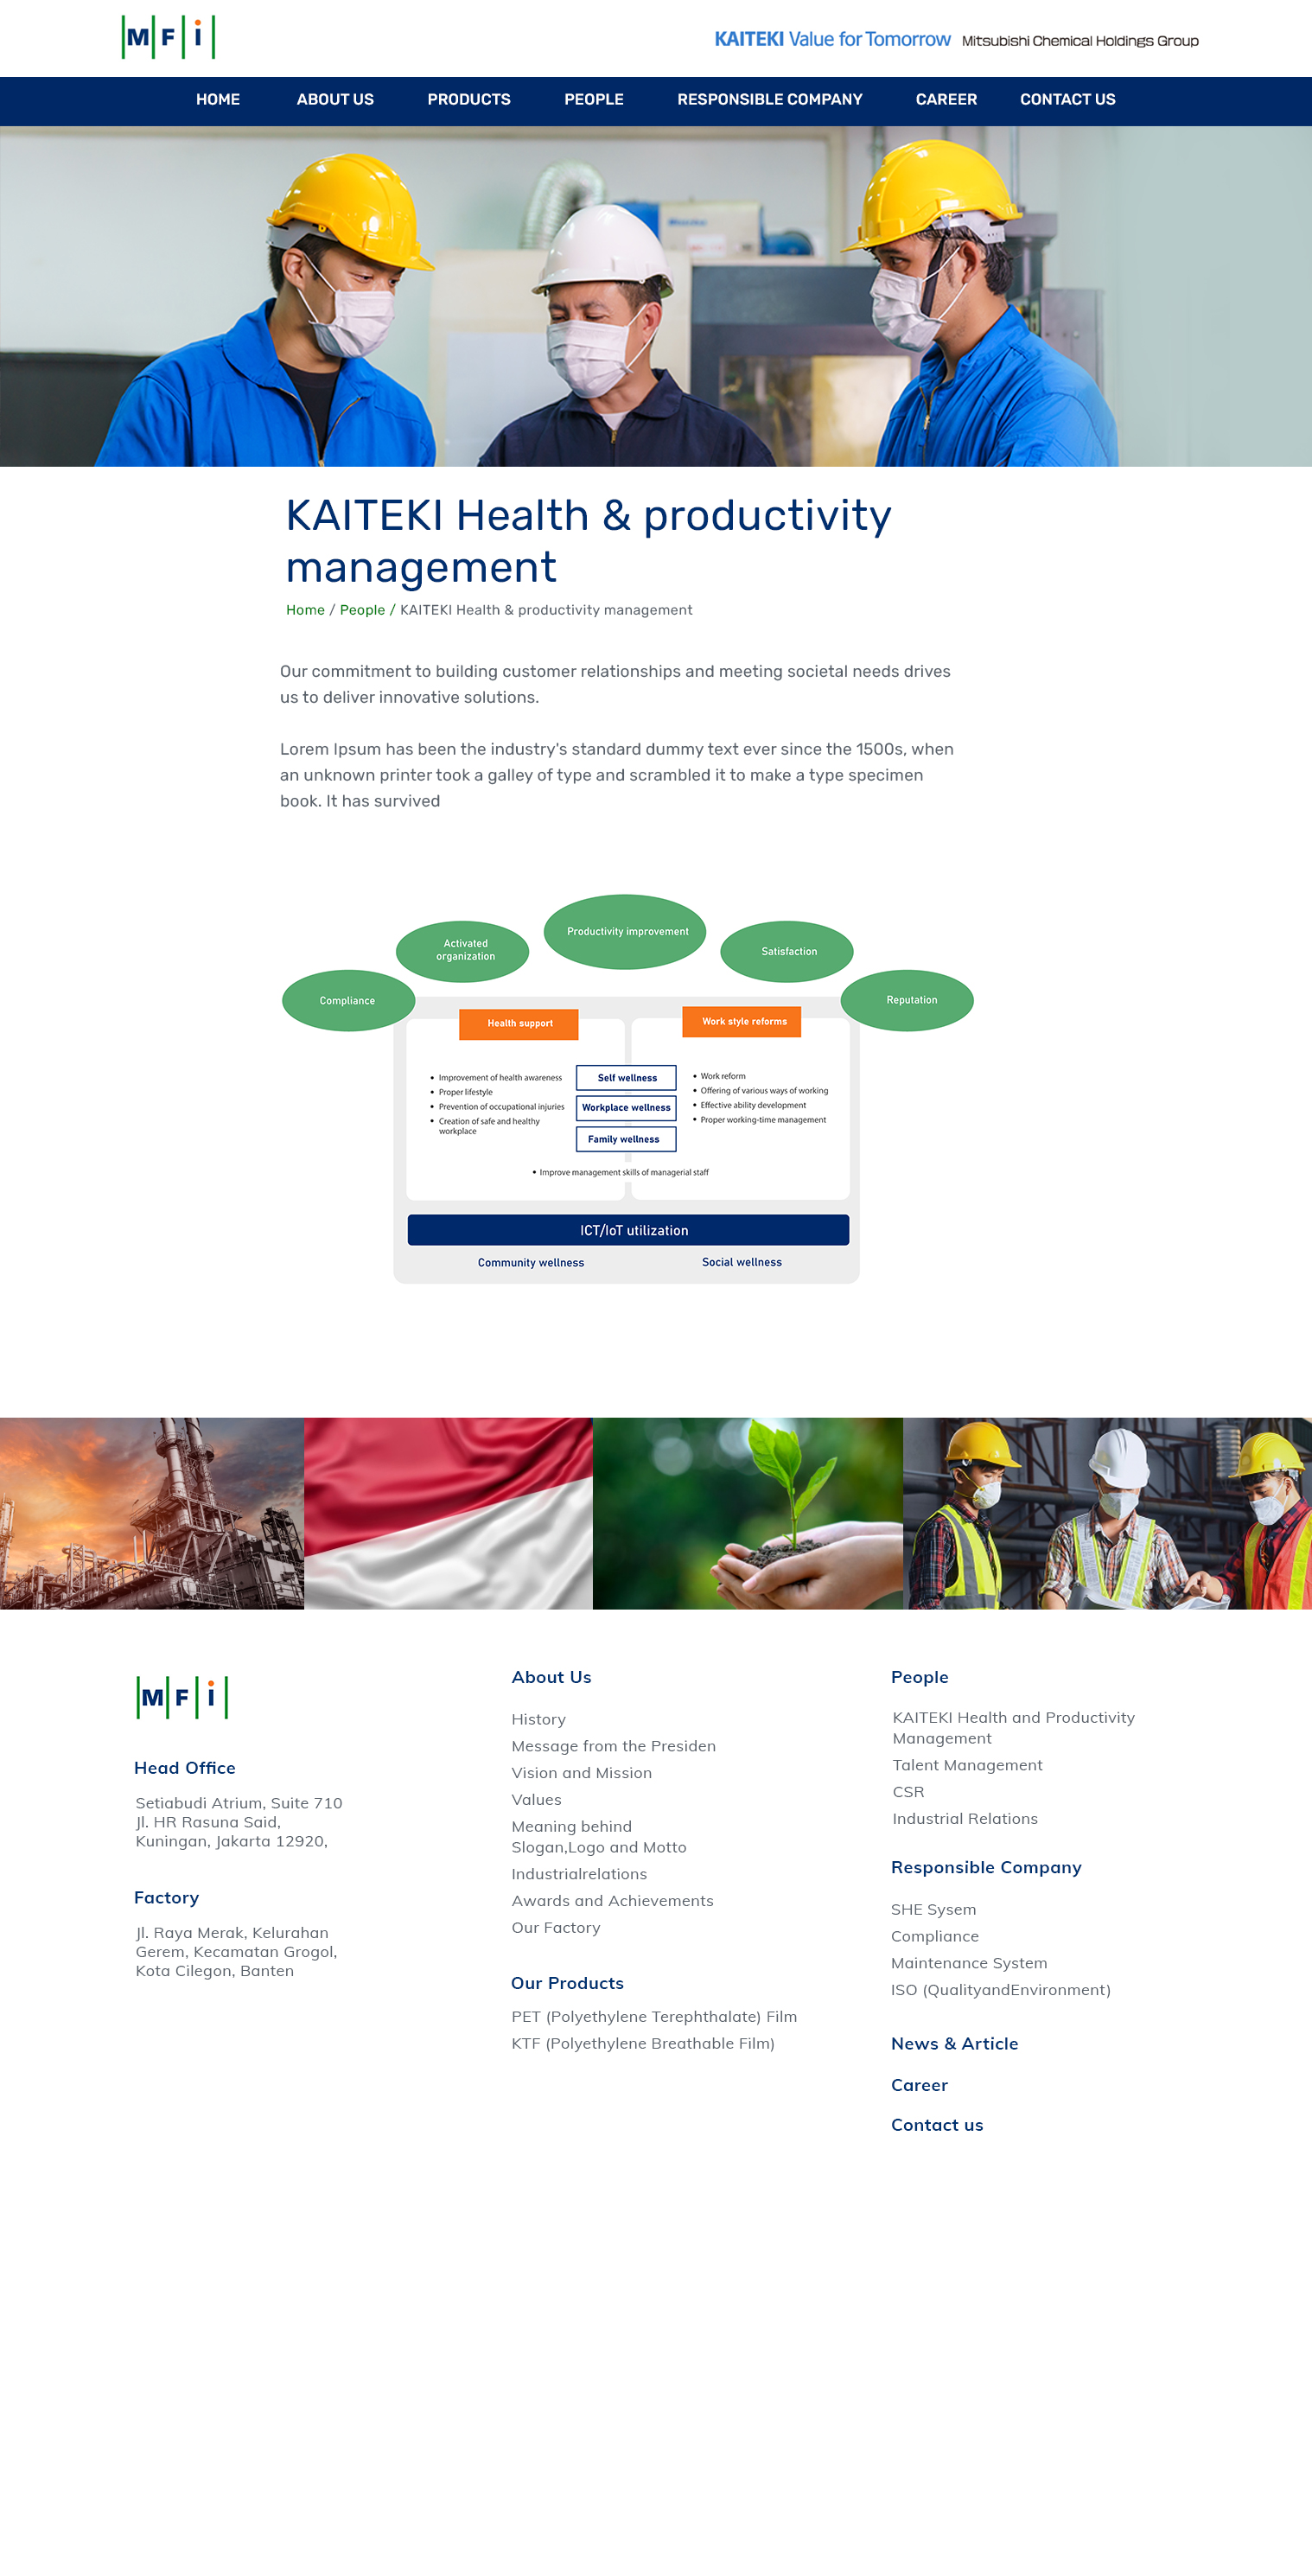 M F i
KAITEKI Value for Tomorrow Mitsubishi Chemical Holdings Group
HOME ABOUT US PRODUCTS PEOPLE RESPONSIBLE COMPANY CAREER CONTACT US
KAITEKI Health & productivity
management
Home / People / KAITEKI Health & productivity management
Our commitment to building customer relationships and meeting societal needs drives
us to deliver innovative solutions.
Lorem Ipsum has been the industry's standard dummy text ever since the 1500s, when
an unknown printer took a galley of type and scrambled it to make a type specimen
book. It has survived
Compliance
Activated
organization
Productivity improvement
Satisfaction
Reputation
Health support
Work style reforms
• Improvement of health awareness
• Proper lifestyle
• Prevention of occupational injuries
• Creation of safe and healthy
workplace
Self wellness
Workplace wellness
Family wellness
• Work reform
• Offering of various ways of working
• Effective ability development
• Proper working-time management
• Improve management skills of managerial staff
ICT/IoT utilization
Community wellness
Social wellness
M F i
Head Office
Setiabudi Atrium, Suite 710
Jl. HR Rasuna Said,
Kuningan, Jakarta 12920,
Factory
Jl. Raya Merak, Kelurahan
Gerem, Kecamatan Grogol,
Kota Cilegon, Banten
About Us
History
Message from the Presiden
Vision and Mission
Values
Meaning behind
Slogan,Logo and Motto
Industrialrelations
Awards and Achievements
Our Factory
Our Products
PET (Polyethylene Terephthalate) Film
KTF (Polyethylene Breathable Film)
People
KAITEKI Health and Productivity
Management
Talent Management
CSR
Industrial Relations
Responsible Company
SHE Sysem
Compliance
Maintenance System
ISO (QualityandEnvironment)
News & Article
Career
Contact us